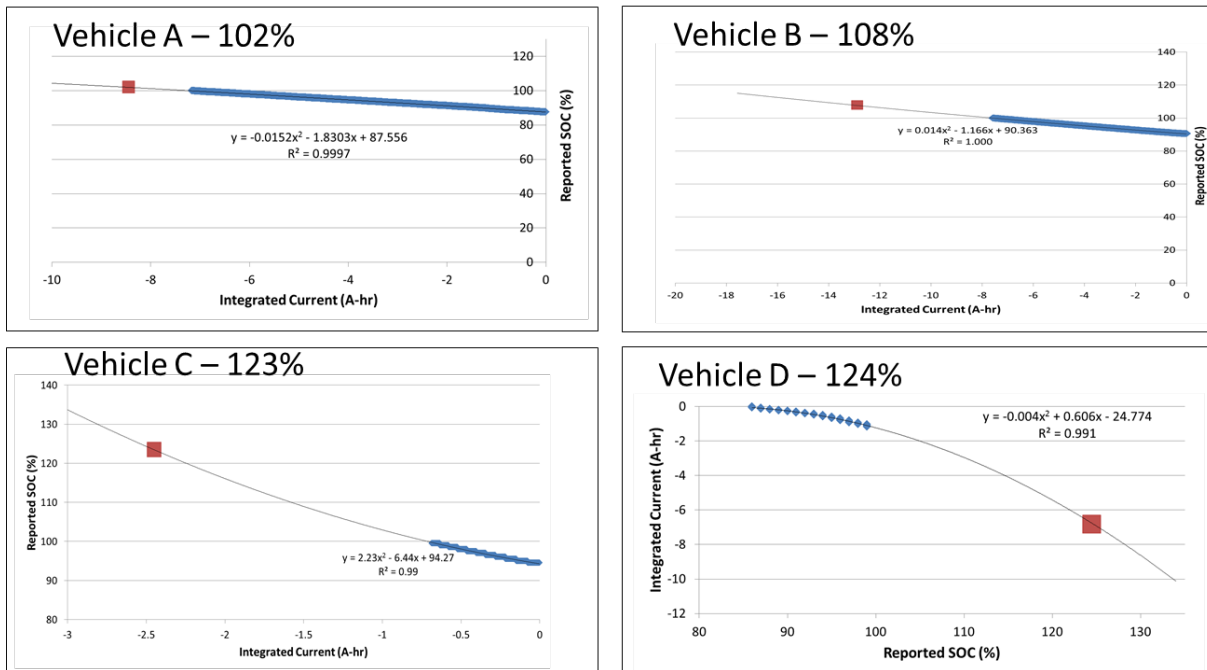 Vehicle A – 102%
120
100
80
60
40
20
0
y = -0.0152x² - 1.8303x + 87.556
R² = 0.9997
Reported SOC (%)
-10 -8 -6 -4 -2 0
Integrated Current (A-hr)
Vehicle B – 108%
140
120
100
80
60
40
20
0
y = 0.014x² - 1.166x + 90.363
R² = 1.000
Reported SOC (%)
-20 -18 -16 -14 -12 -10 -8 -6 -4 -2 0
Integrated Current (A-hr)
Vehicle C – 123%
140
130
120
110
100
90
80
Reported SOC (%)
y = 2.23x² - 6.44x + 94.27
R² = 0.99
-3 -2.5 -2 -1.5 -1 -0.5 0
Integrated Current (A-hr)
Vehicle D – 124%
0
-2
-4
-6
-8
-10
-12
Integrated Current (A-hr)
y = -0.004x² + 0.606x - 24.774
R² = 0.991
80 90 100 110 120 130
Reported SOC (%)